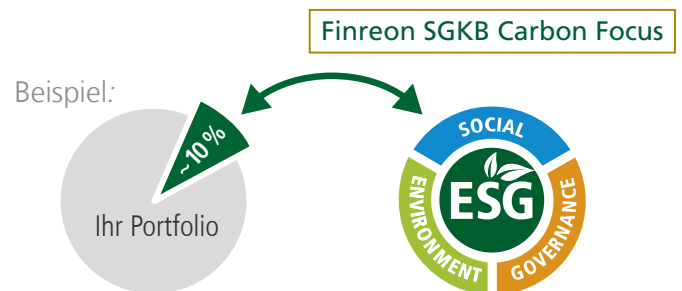 Finreon SGKB Carbon Focus
Beispiel:
~10 %
Ihr Portfolio
SOCIAL
ENVIRONMENT
ESG
GOVERNANCE